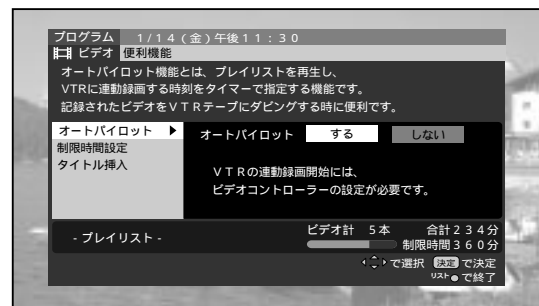 プログラム 1/14(金)午後11:30
ビデオ 便利機能
オートパイロット機能とは、プレイリストを再生し、
VTRに連動録画する時刻をタイマーで指定する機能です。
記録されたビデオをVTRテープにダビングする時に便利です。
オートパイロット ▶ オートパイロット する しない
制限時間設定
タイトル挿入
VTRの連動録画開始には、
ビデオコントローラーの設定が必要です。
- プレイリスト - ビデオ計 5本 合計234分
制限時間360分
で選択 決定 で決定
リスト● で終了